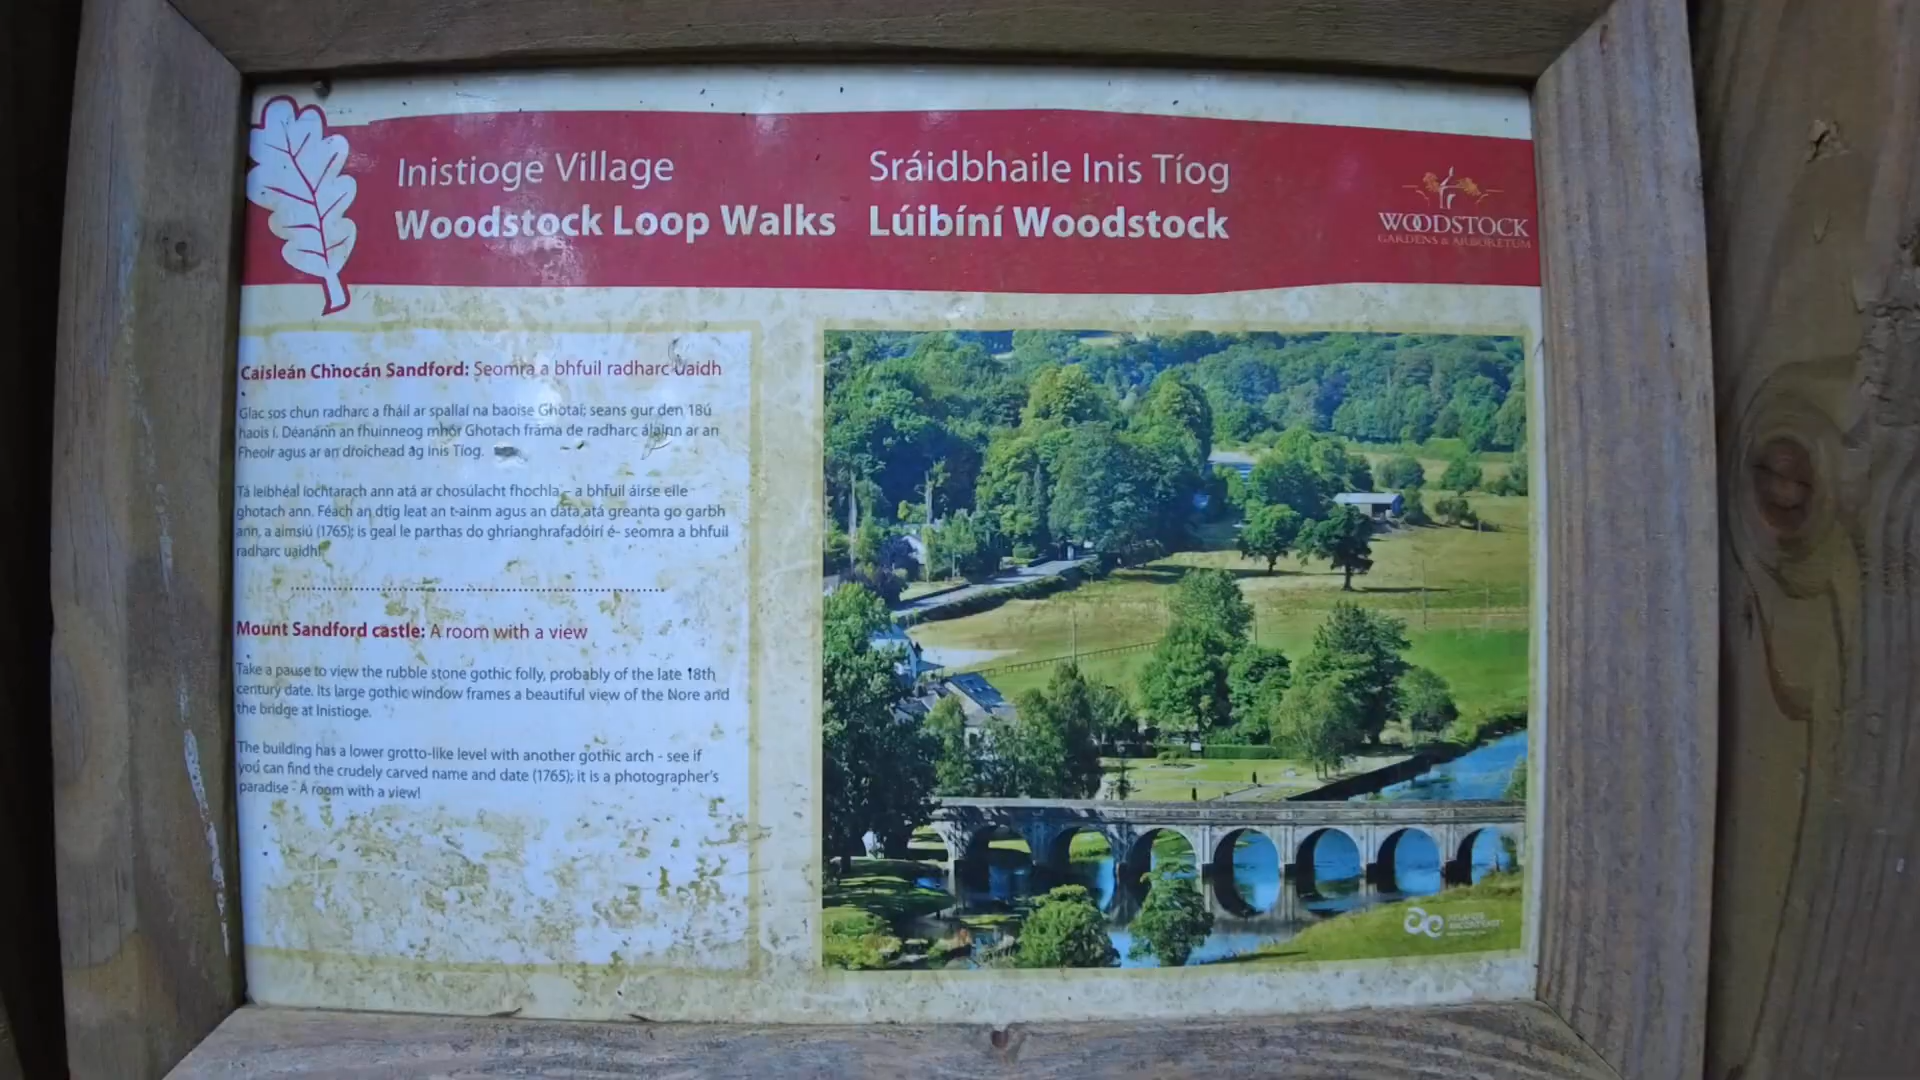 Inistioge Village
Woodstock Loop Walks
Sráidbhaile Inis Tíog
Lúibíní Woodstock
WOODSTOCK
GARDENS & ARBORETUM
Caisleán Chnocán Sandford: Seomra a bhfuil radharc uaidh
Glac sos chun radharc a fháil ar spallaí na baoise Ghotaí; seans gur den 18ú
haois í. Déanann an fhuinneog mhór Ghotach fráma de radharc álainn ar an
Fheoir agus ar an droichead ag Inis Tíog.
Tá leibhéal íochtarach ann atá ar chosúlacht fhochla - a bhfuil áirse eile
ghotach ann. Féach an dtig leat an t-ainm agus an dáta atá greanta go garbh
ann, a aimsiú (1765); is geal le parthas do ghrianghrafadóirí é- seomra a bhfuil
radharc uaidh!
Mount Sandford castle: A room with a view
Take a pause to view the rubble stone gothic folly, probably of the late 18th
century date. Its large gothic window frames a beautiful view of the Nore and
the bridge at Inistioge.
The building has a lower grotto-like level with another gothic arch - see if
you can find the crudely carved name and date (1765); it is a photographer's
paradise - A room with a view!